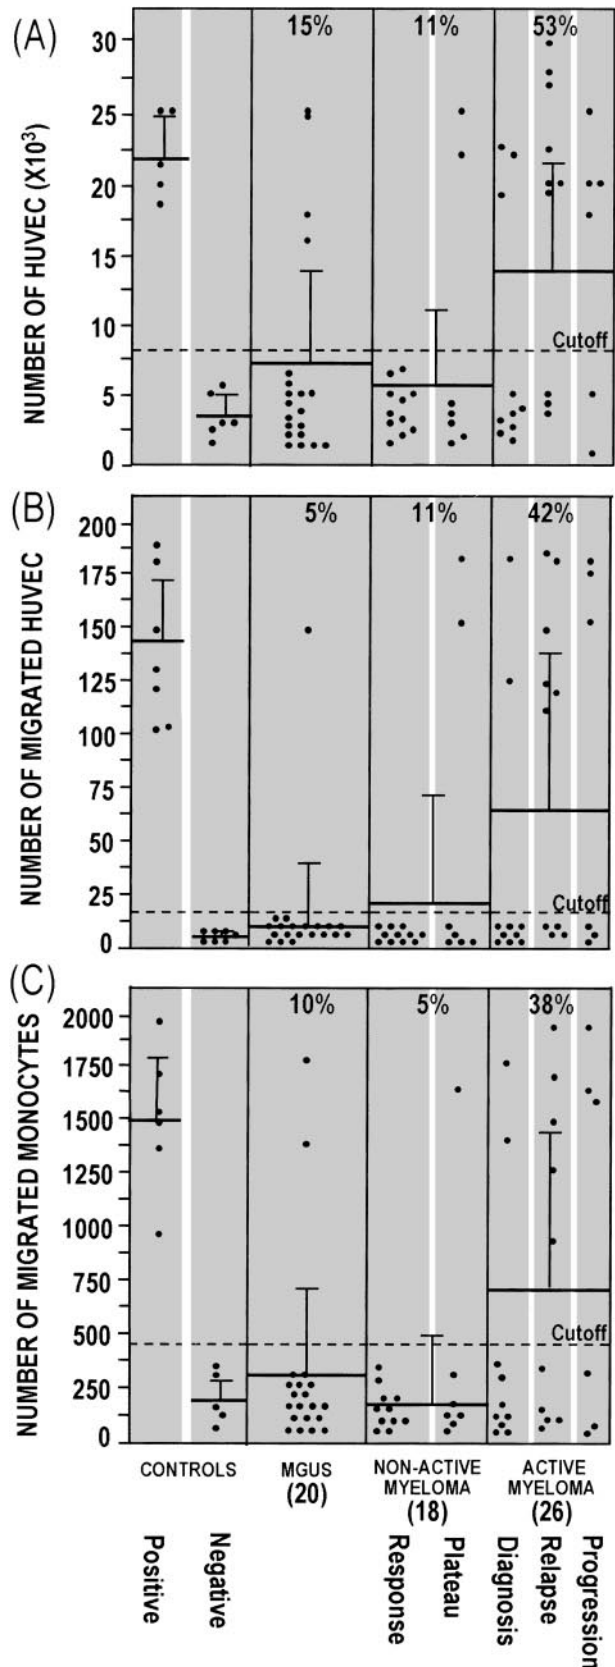 (A)
15% 11% 53%
NUMBER OF HUVEC (X10³)
30
25
20
15
10
5
0
Cutoff
(B)
5% 11% 42%
NUMBER OF MIGRATED HUVEC
200
175
150
125
100
75
50
25
0
Cutoff
(C)
10% 5% 38%
NUMBER OF MIGRATED MONOCYTES
2000
1750
1500
1250
1000
750
500
250
0
Cutoff
CONTROLS MGUS NON-ACTIVE ACTIVE
(20) MYELOMA MYELOMA
(18) (26)
Positive
Negative
Response
Plateau
Diagnosis
Relapse
Progression